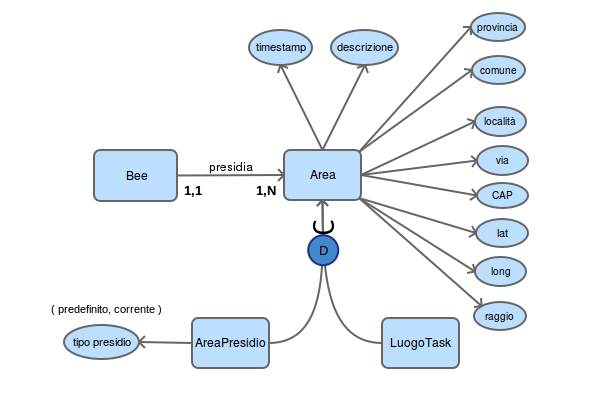 provincia
timestamp
descrizione
comune
località
via
presidia
Bee
Area
1,1
1,N
CAP
lat
D
long
( predefinito, corrente )
raggio
tipo presidio
AreaPresidio
LuogoTask